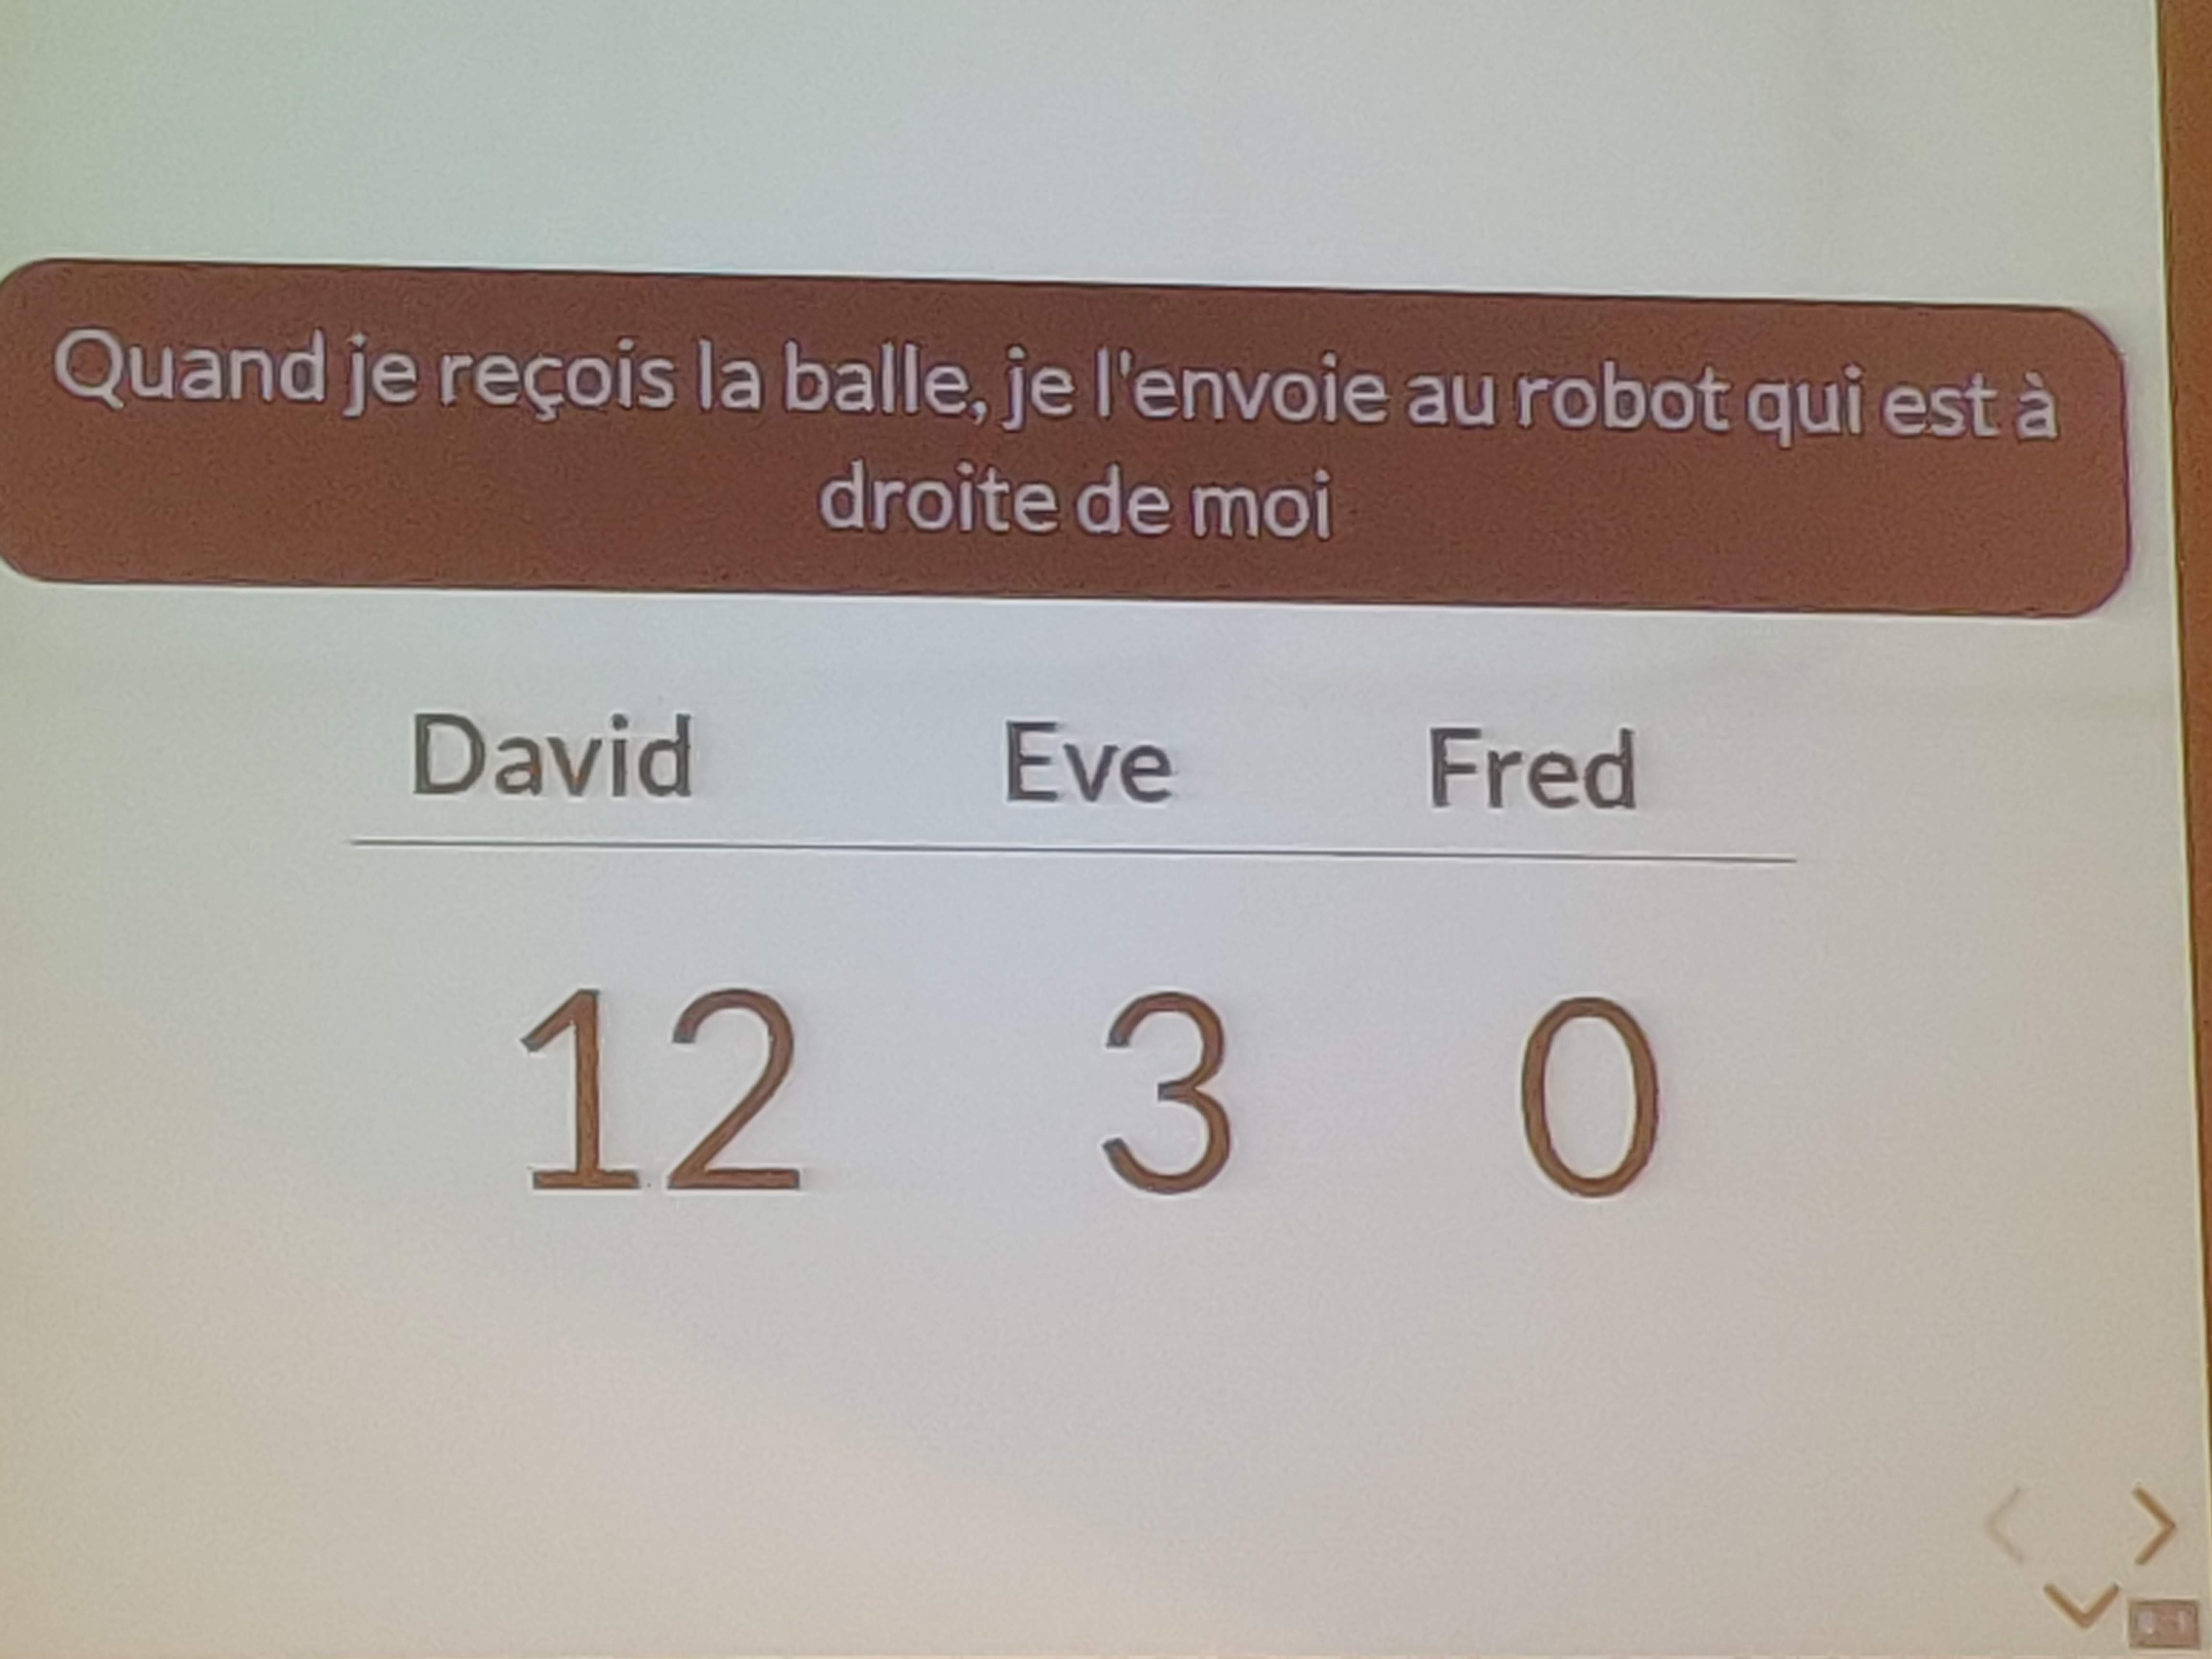 Quand je reçois la balle, je l'envoie au robot qui est à
droite de moi
David Eve Fred
12 3 0